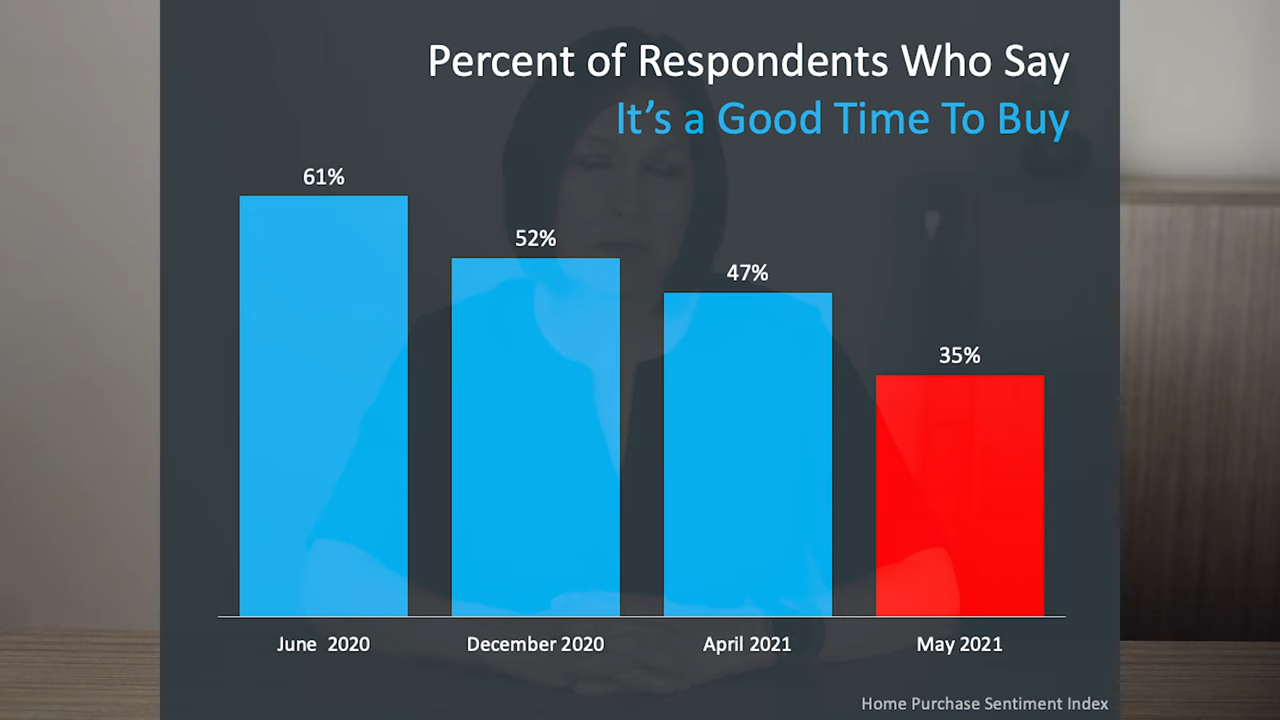 Percent of Respondents Who Say
It's a Good Time To Buy
61%
52%
47%
35%
June 2020
December 2020
April 2021
May 2021
Home Purchase Sentiment Index